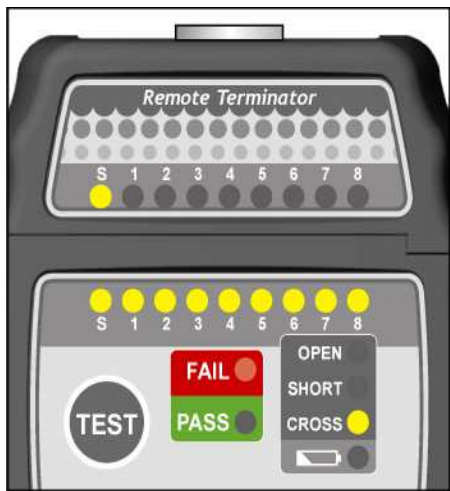 Remote Terminator
S 1 2 3 4 5 6 7 8
S 1 2 3 4 5 6 7 8
OPEN
FAIL
SHORT
TEST
PASS
CROSS